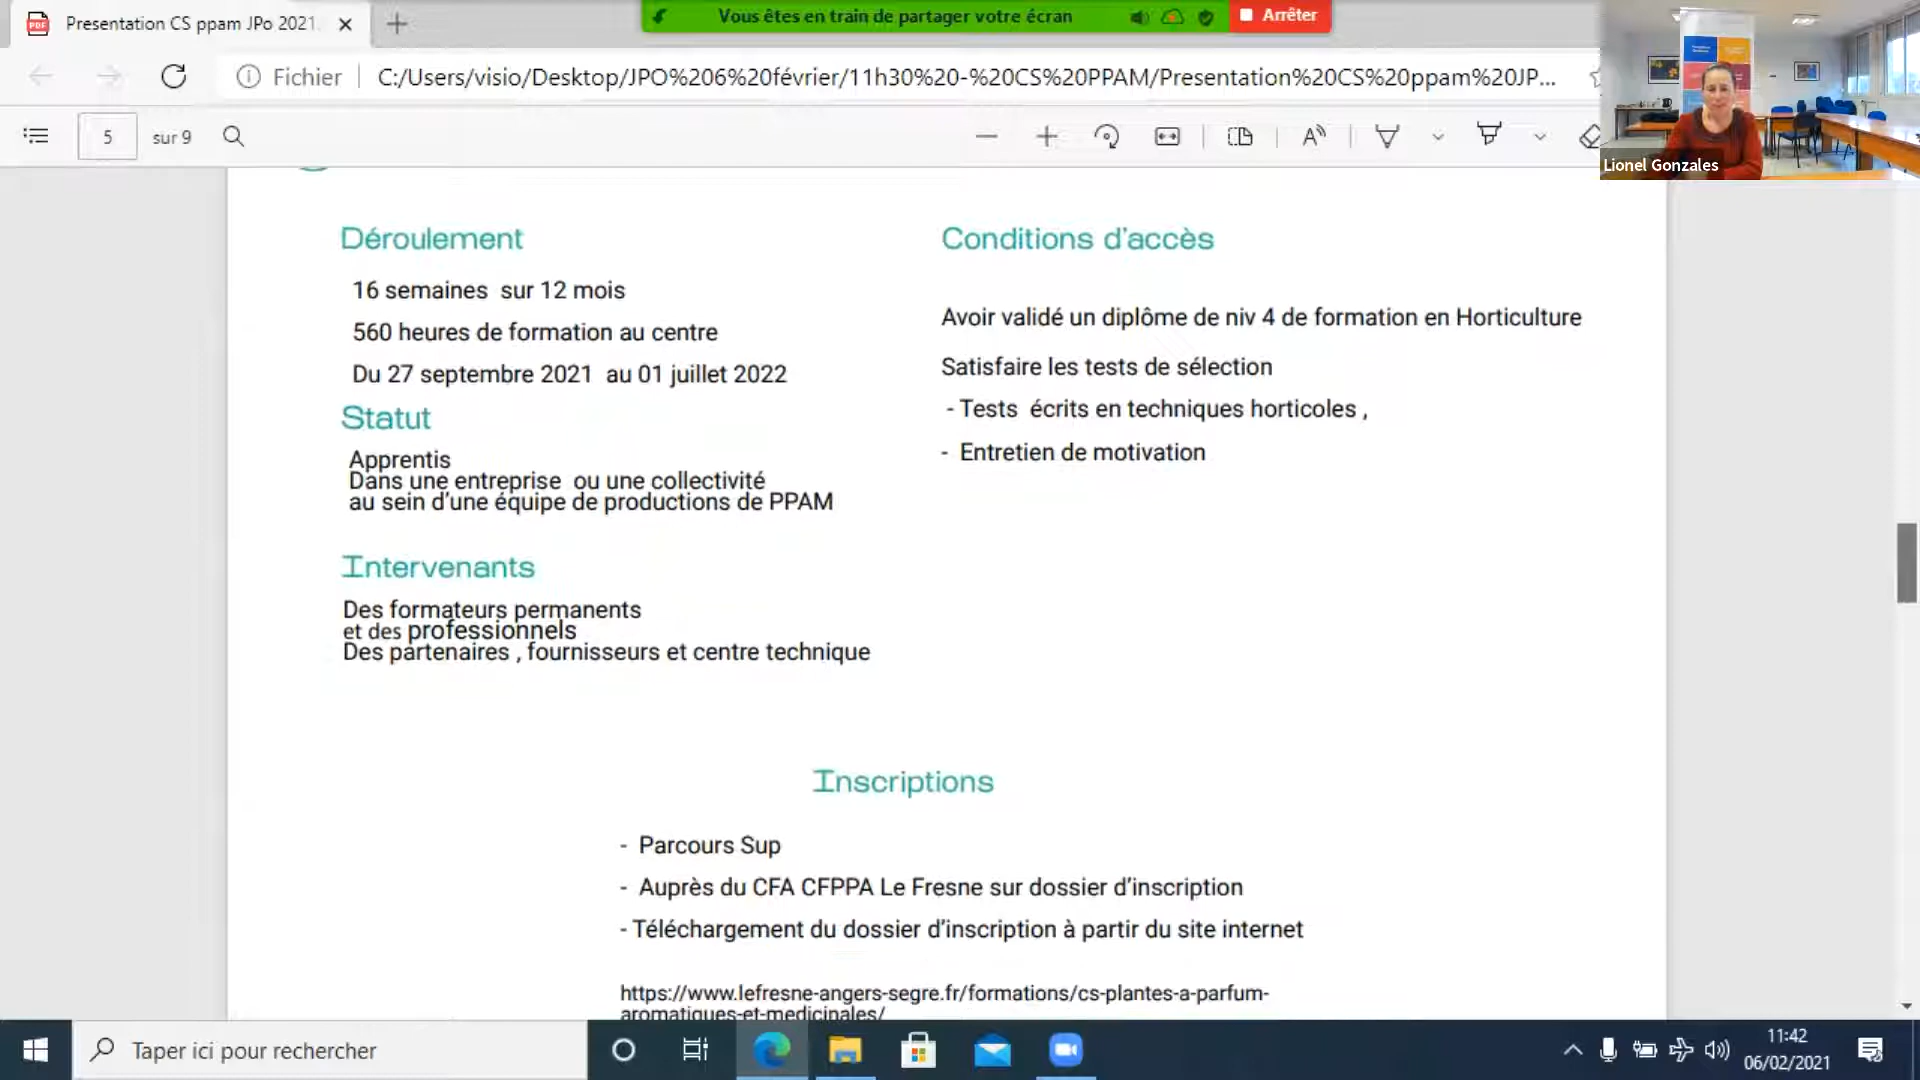 Presentation CS ppam JPo 2021.
Vous êtes en train de partager votre écran
Arrêter
Fichier
C:/Users/visio/Desktop/JPO%206%20février/11h30%20-%20CS%20PPAM/Presentation%20CS%20ppam%20JP...
5
sur 9
Lionel Gonzales
Déroulement
16 semaines sur 12 mois
560 heures de formation au centre
Du 27 septembre 2021 au 01 juillet 2022
Statut
Apprentis
Dans une entreprise ou une collectivité
au sein d'une équipe de productions de PPAM
Intervenants
Des formateurs permanents
et des professionnels
Des partenaires , fournisseurs et centre technique
Conditions d'accès
Avoir validé un diplôme de niv 4 de formation en Horticulture
Satisfaire les tests de sélection
- Tests écrits en techniques horticoles ,
- Entretien de motivation
Inscriptions
- Parcours Sup
- Auprès du CFA CFPPA Le Fresne sur dossier d'inscription
- Téléchargement du dossier d'inscription à partir du site internet
https://www.lefresne-angers-segre.fr/formations/cs-plantes-a-parfum-
aromatiques-et-medicinales/
Taper ici pour rechercher
11:42
06/02/2021